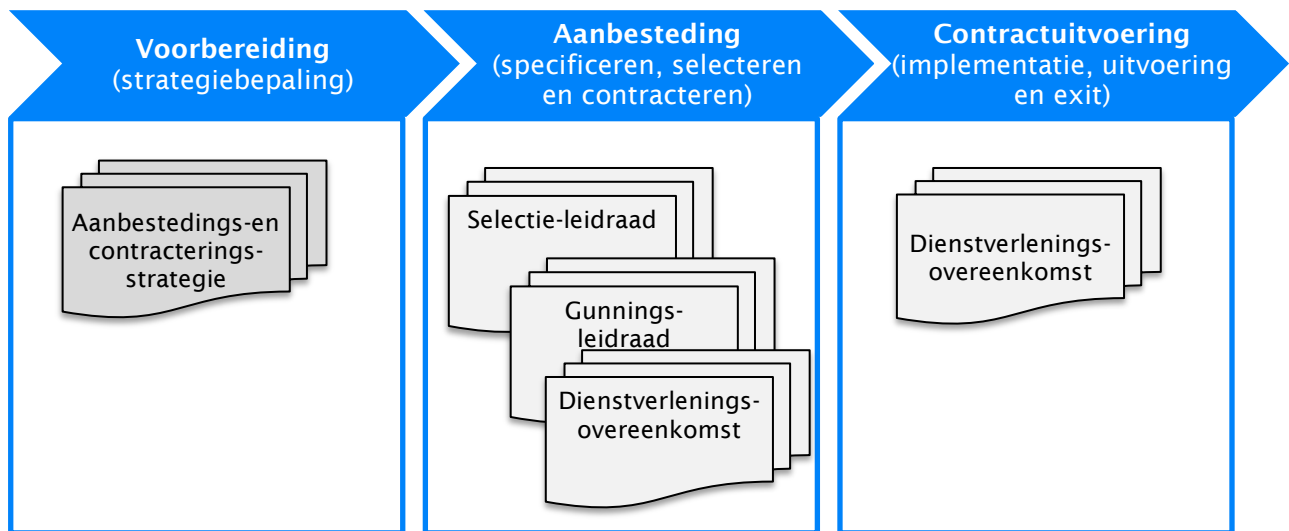 Voorbereiding
(strategiebepaling)
Aanbesteding
(specificeren, selecteren
en contracteren)
Contractuitvoering
(implementatie, uitvoering
en exit)
Aanbestedings-en
contracterings-
strategie
Selectie-leidraad
Gunnings-
leidraad
Dienstverlenings-
overeenkomst
Dienstverlenings-
overeenkomst